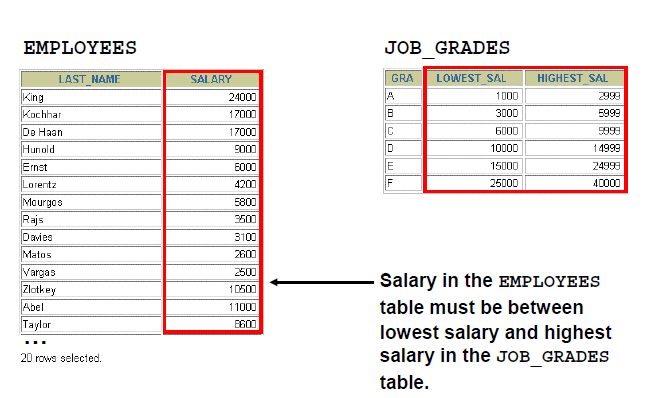 EMPLOYEES
LAST_NAME SALARY
King 24000
Kochhar 17000
De Haan 17000
Hunold 9000
Ernst 6000
Lorentz 4200
Mourgos 5800
Rajs 3500
Davies 3100
Matos 2600
Vargas 2500
Zlotkey 10500
Abel 11000
Taylor 8600
...
20 rows selected.
JOB_GRADES
GRA LOWEST_SAL HIGHEST_SAL
A 1000 2999
B 3000 5999
C 6000 9999
D 10000 14999
E 15000 24999
F 25000 40000
Salary in the EMPLOYEES
table must be between
lowest salary and highest
salary in the JOB_GRADES
table.